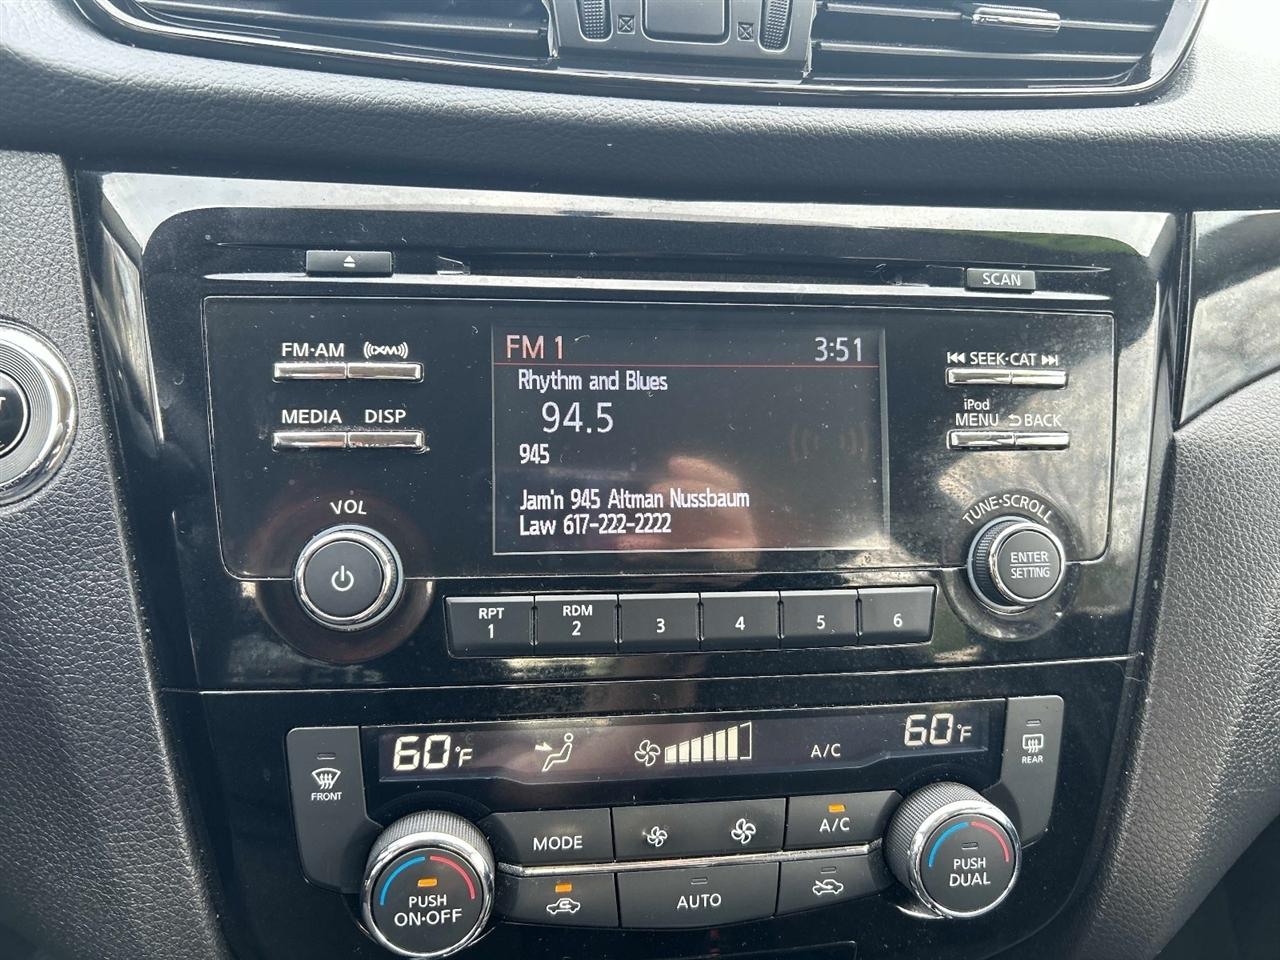 SCAN
FM·AM
((XM))
MEDIA
DISP
VOL
FM 1
3:51
Rhythm and Blues
94.5
945
Jam'n 945 Altman Nussbaum
Law 617-222-2222
SEEK·CAT
iPod
MENU
BACK
TUNE·SCROLL
ENTER
SETTING
RPT
1
RDM
2
3
4
5
6
60°F
A/C
60°F
FRONT
REAR
MODE
A/C
AUTO
PUSH
ON·OFF
PUSH
DUAL